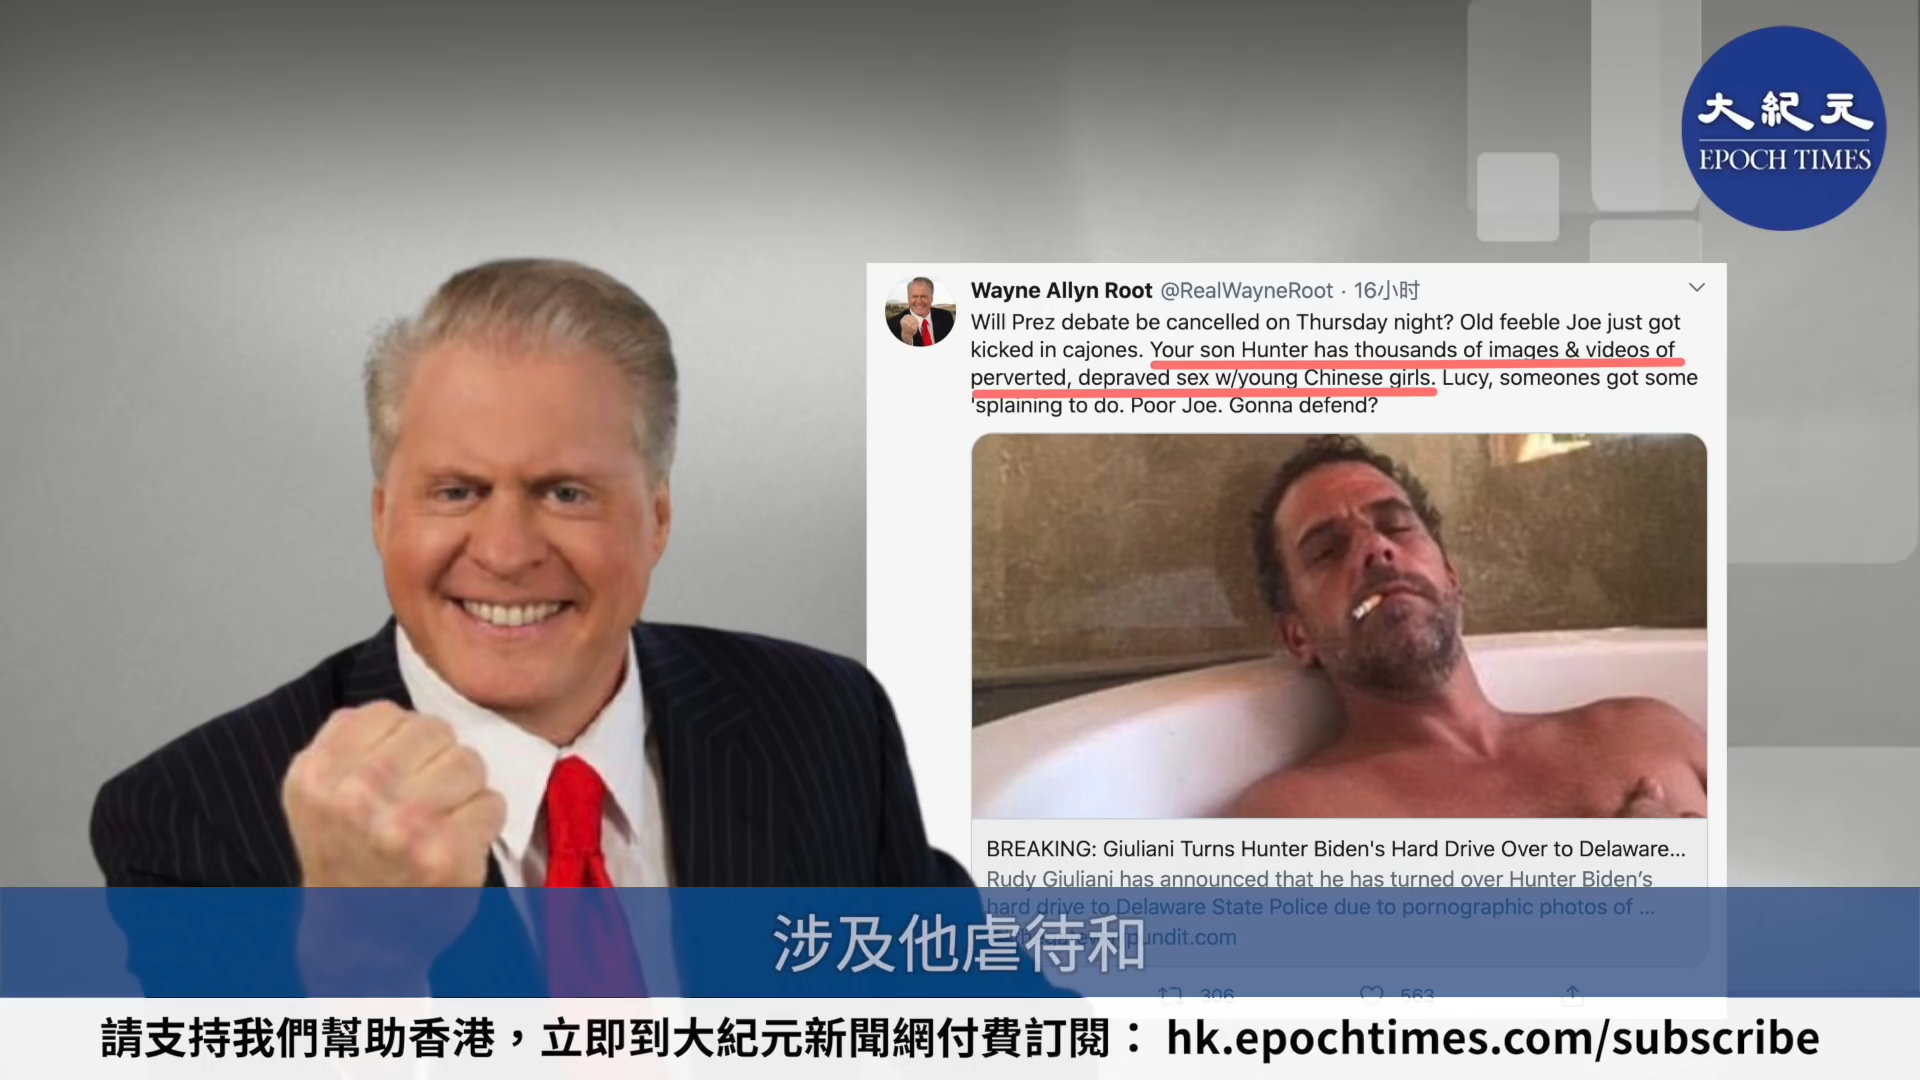 大紀元
EPOCH TIMES
Wayne Allyn Root @RealWayneRoot · 16小时
Will Prez debate be cancelled on Thursday night? Old feeble Joe just got
kicked in cajones. Your son Hunter has thousands of images & videos of
perverted, depraved sex w/young Chinese girls. Lucy, someones got some
'splaining to do. Poor Joe. Gonna defend?
BREAKING: Giuliani Turns Hunter Biden's Hard Drive Over to Delaware...
Rudy Giuliani has announced that he has turned over Hunter Biden's
hard drive to Delaware State Police due to pornographic photos of ...
pundit.com
306 563
涉及他虐待和
請支持我們幫助香港，立即到大紀元新聞網付費訂閱： hk.epochtimes.com/subscribe